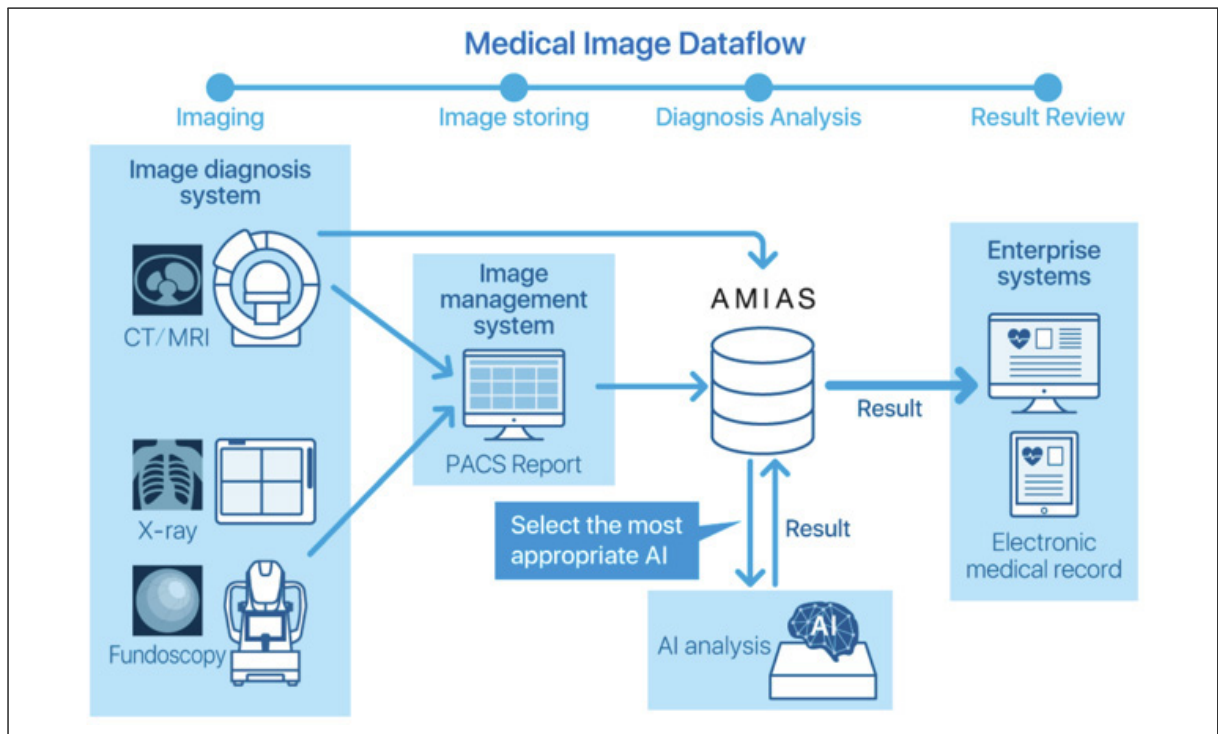 Medical Image Dataflow
Imaging
Image storing
Diagnosis Analysis
Result Review
Image diagnosis
system
CT/MRI
X-ray
Fundoscopy
Image
management
system
PACS Report
AMIAS
Select the most
appropriate AI
Result
AI analysis
AI
Result
Enterprise
systems
Electronic
medical record